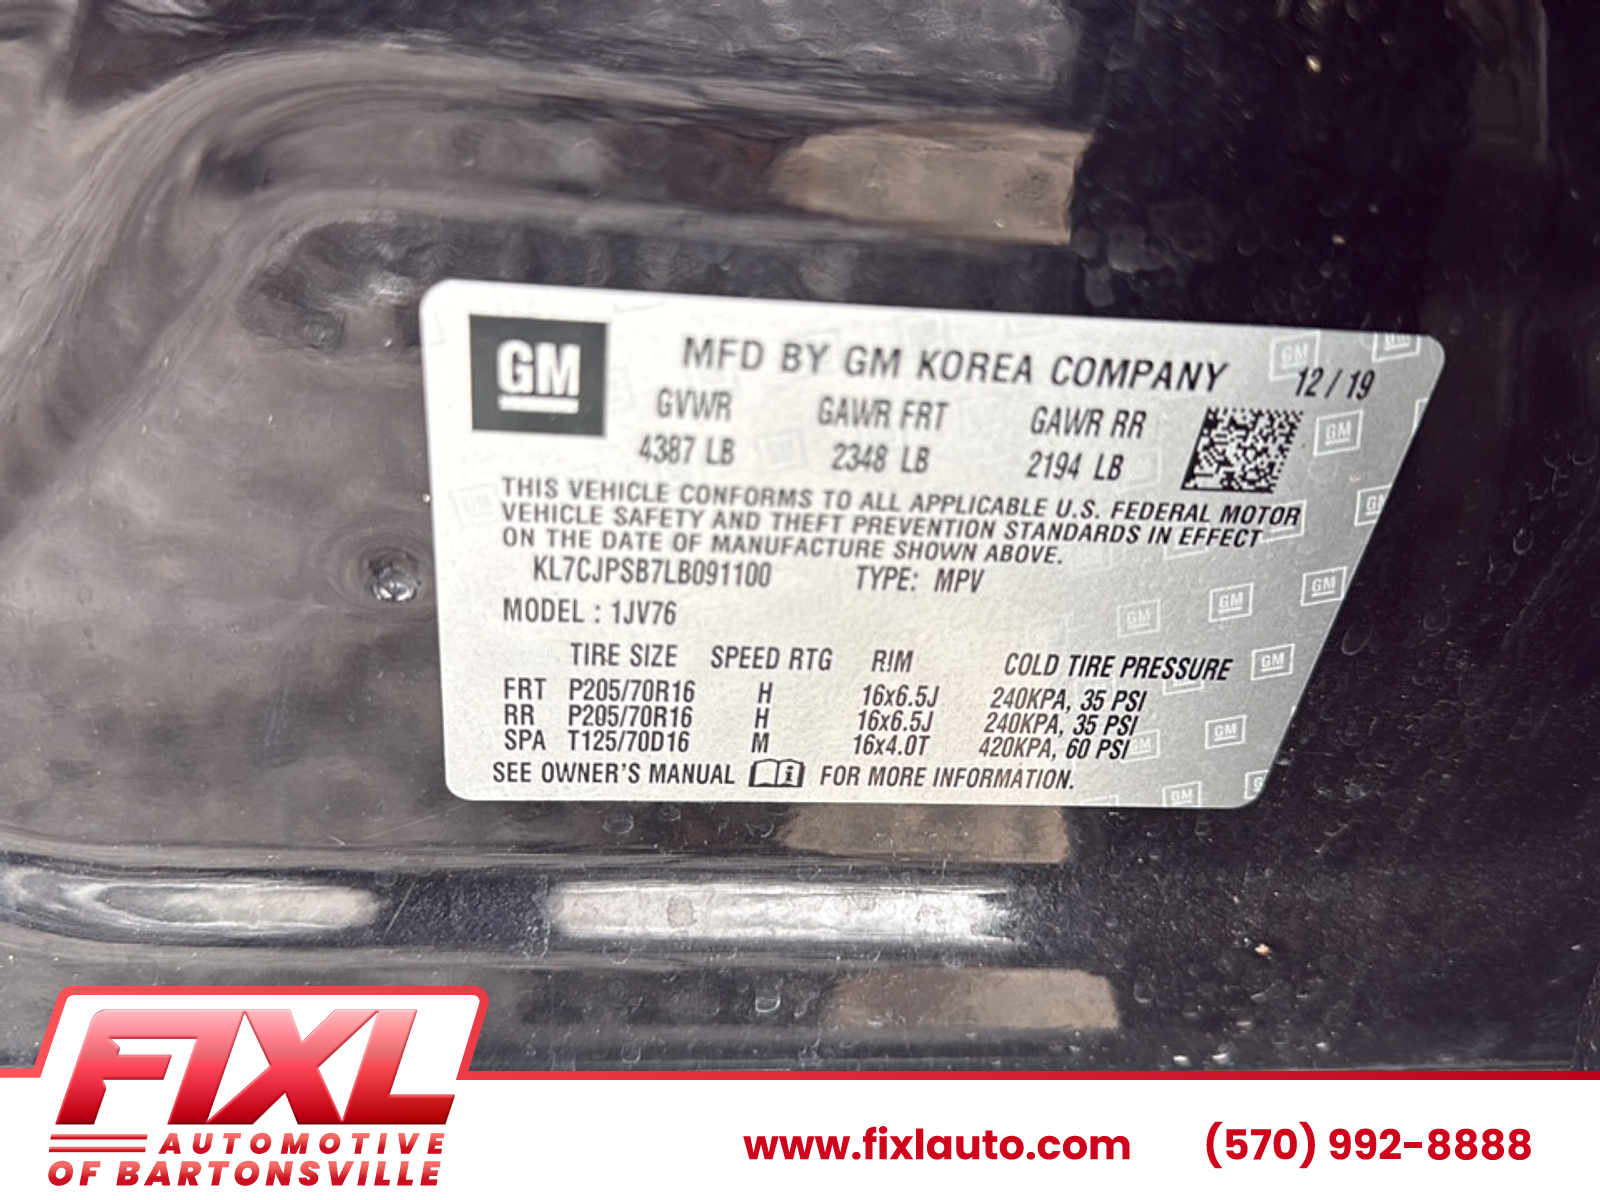 GM
MFD BY GM KOREA COMPANY
12/19
GVWR GAWR FRT GAWR RR
4387 LB 2348 LB 2194 LB
THIS VEHICLE CONFORMS TO ALL APPLICABLE U.S. FEDERAL MOTOR
VEHICLE SAFETY AND THEFT PREVENTION STANDARDS IN EFFECT
ON THE DATE OF MANUFACTURE SHOWN ABOVE.
KL7CJPSB7LB091100 TYPE: MPV
MODEL : 1JV76
TIRE SIZE SPEED RTG RIM COLD TIRE PRESSURE
FRT P205/70R16 H 16x6.5J 240KPA, 35 PSI
RR P205/70R16 H 16x6.5J 240KPA, 35 PSI
SPA T125/70D16 M 16x4.0T 420KPA, 60 PSI
SEE OWNER'S MANUAL i FOR MORE INFORMATION.
FIXL
AUTOMOTIVE
OF BARTONSVILLE
www.fixlauto.com (570) 992-8888